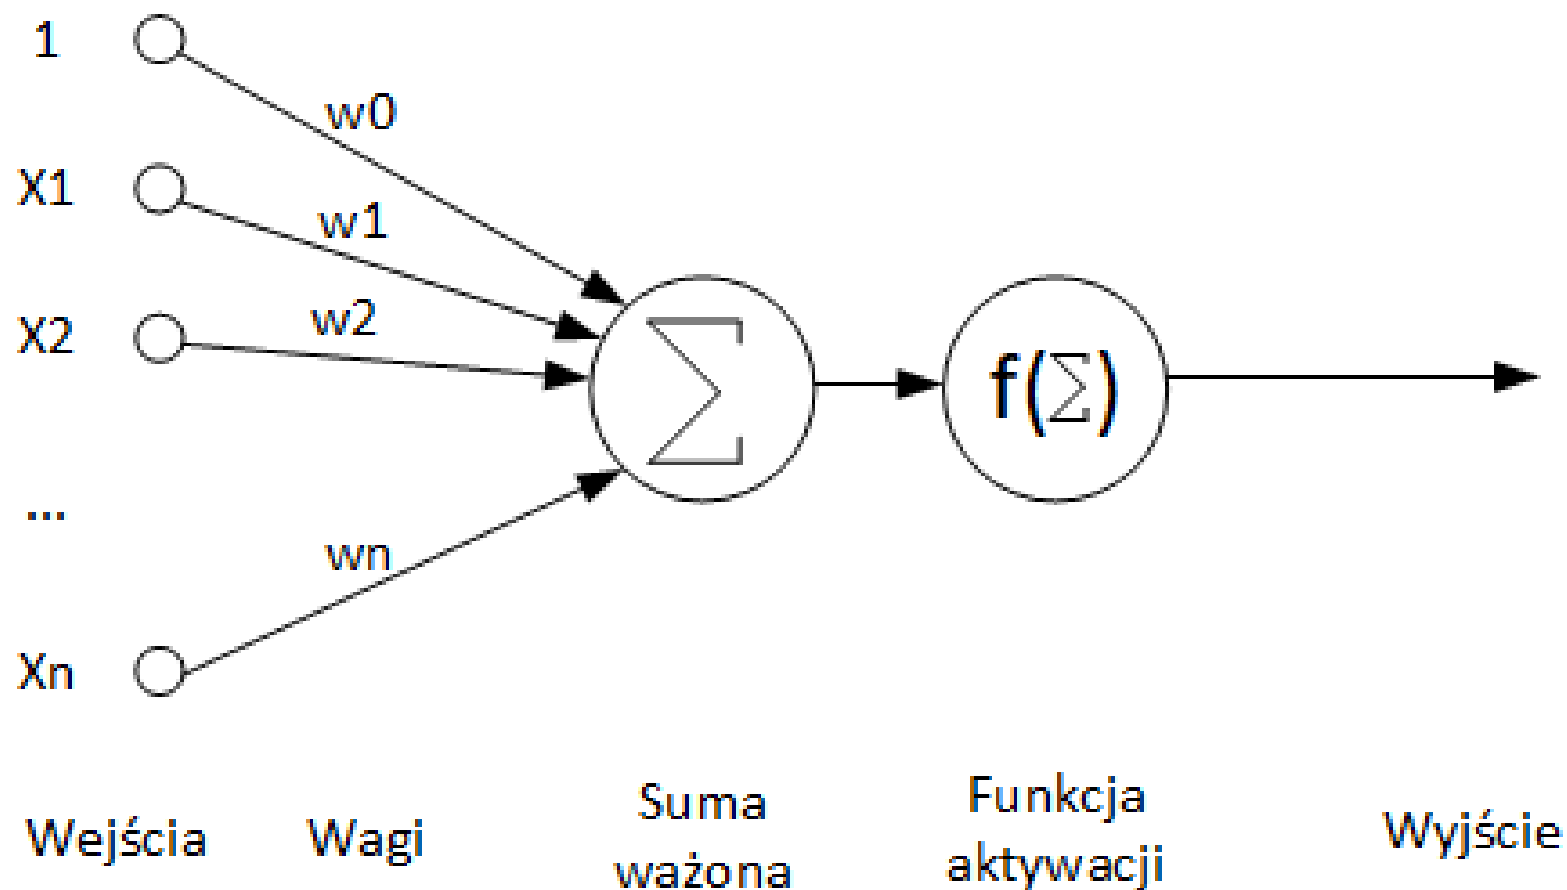 1
w0
X1
w1
X2
w2
∑
f(∑)
...
wn
Xn
Wejścia
Wagi
Suma
ważona
Funkcja
aktywacji
Wyjście